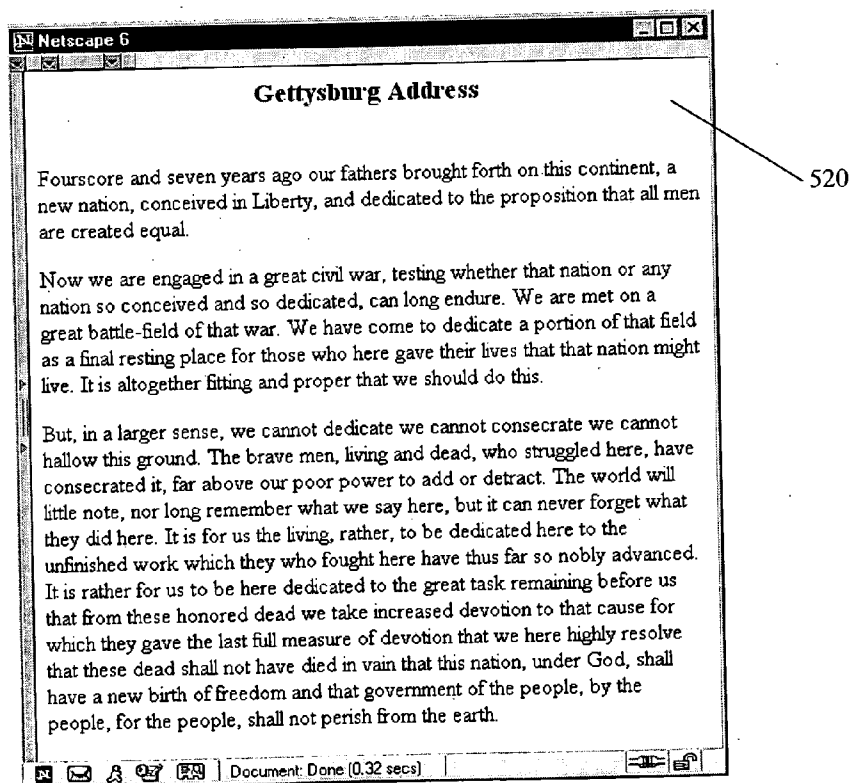 Netscape 6
Gettysburg Address
520
Fourscore and seven years ago our fathers brought forth on this continent, a
new nation, conceived in Liberty, and dedicated to the proposition that all men
are created equal.
Now we are engaged in a great civil war, testing whether that nation or any
nation so conceived and so dedicated, can long endure. We are met on a
great battle-field of that war. We have come to dedicate a portion of that field
as a final resting place for those who here gave their lives that that nation might
live. It is altogether fitting and proper that we should do this.
But, in a larger sense, we cannot dedicate we cannot consecrate we cannot
hallow this ground. The brave men, living and dead, who struggled here, have
consecrated it, far above our poor power to add or detract. The world will
little note, nor long remember what we say here, but it can never forget what
they did here. It is for us the living, rather, to be dedicated here to the
unfinished work which they who fought here have thus far so nobly advanced.
It is rather for us to be here dedicated to the great task remaining before us
that from these honored dead we take increased devotion to that cause for
which they gave the last full measure of devotion that we here highly resolve
that these dead shall not have died in vain that this nation, under God, shall
have a new birth of freedom and that government of the people, by the
people, for the people, shall not perish from the earth.
Document: Done (0.32 secs)